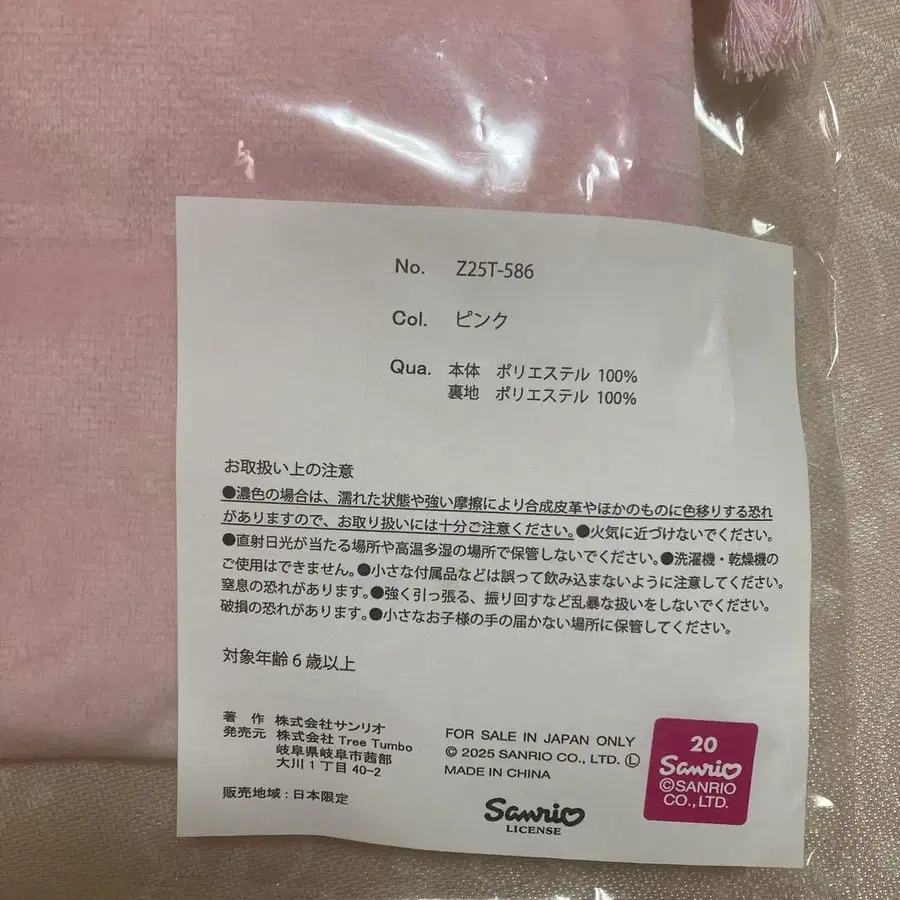 No. Z25T-586
Col. ピンク
Qua. 本体 ポリエステル 100%
裏地 ポリエステル 100%
お取扱い上の注意
●濃色の場合は、濡れた状態や強い摩擦により合成皮革やほかのものに色移りする恐れ
がありますので、お取り扱いには十分ご注意ください。●火気に近づけないでください。
●直射日光が当たる場所や高温多湿の場所で保管しないでください。●洗濯機・乾燥機の
ご使用はできません。●小さな付属品などは誤って飲み込まないように注意してください。
窒息の恐れがあります。●強く引っ張る、振り回すなど乱暴な扱いをしないでください。
破損の恐れがあります。●小さなお子様の手の届かない場所に保管してください。
対象年齢6歳以上
著 作 株式会社サンリオ
発売元 株式会社 Tree Tumbo
岐阜県岐阜市茜部
大川1丁目40-2
販売地域:日本限定
FOR SALE IN JAPAN ONLY
© 2025 SANRIO CO., LTD. Ⓛ
MADE IN CHINA
Sanrio
LICENSE
20
Sanrio
©SANRIO
CO.,LTD.